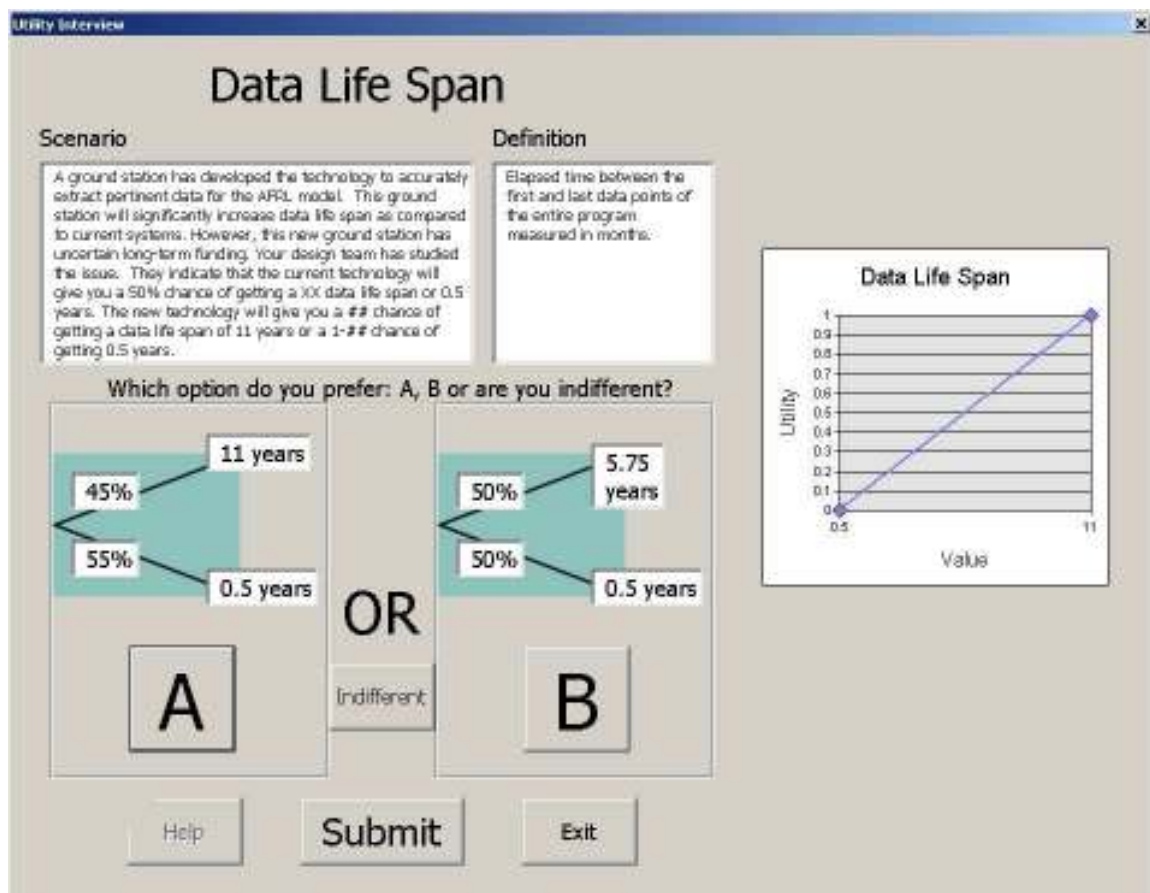 Utility Interview
Data Life Span
Scenario
A ground station has developed the technology to accurately
extract pertinent data for the AFRL model. This ground
station will significantly increase data life span as compared
to current systems. However, this new ground station has
uncertain long-term funding. Your design team has studied
the issue. They indicate that the current technology will
give you a 50% chance of getting a XX data life span or 0.5
years. The new technology will give you a ## chance of
getting a data life span of 11 years or a 1-## chance of
getting 0.5 years.
Definition
Elapsed time between the
first and last data points of
the entire program
measured in months.
Which option do you prefer: A, B or are you indifferent?
11 years
45%
55%
0.5 years
A
OR
Indifferent
5.75
years
50%
50%
0.5 years
B
Help
Submit
Exit
Data Life Span
Utility
1
0.9
0.8
0.7
0.6
0.5
0.4
0.3
0.2
0.1
0
0.5
11
Value